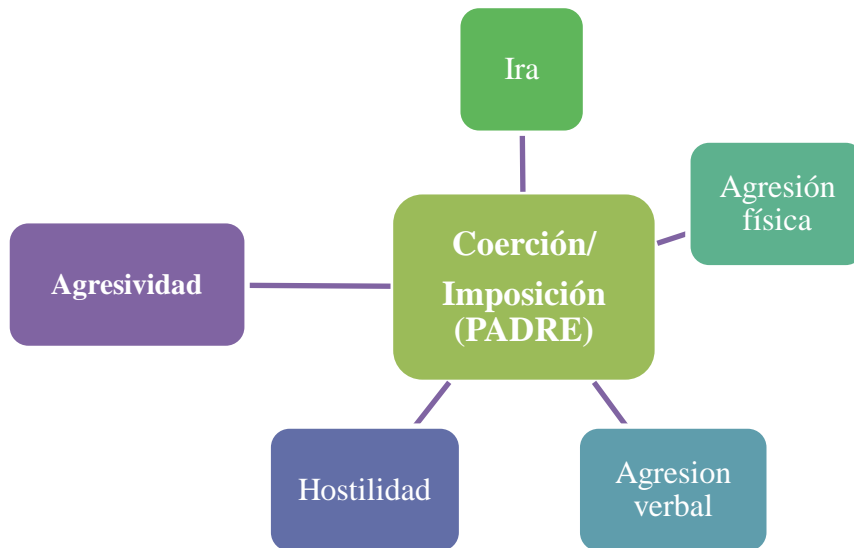 Ira
Agresión
física
Coerción/
Imposición
(PADRE)
Agresividad
Hostilidad
Agresion
verbal